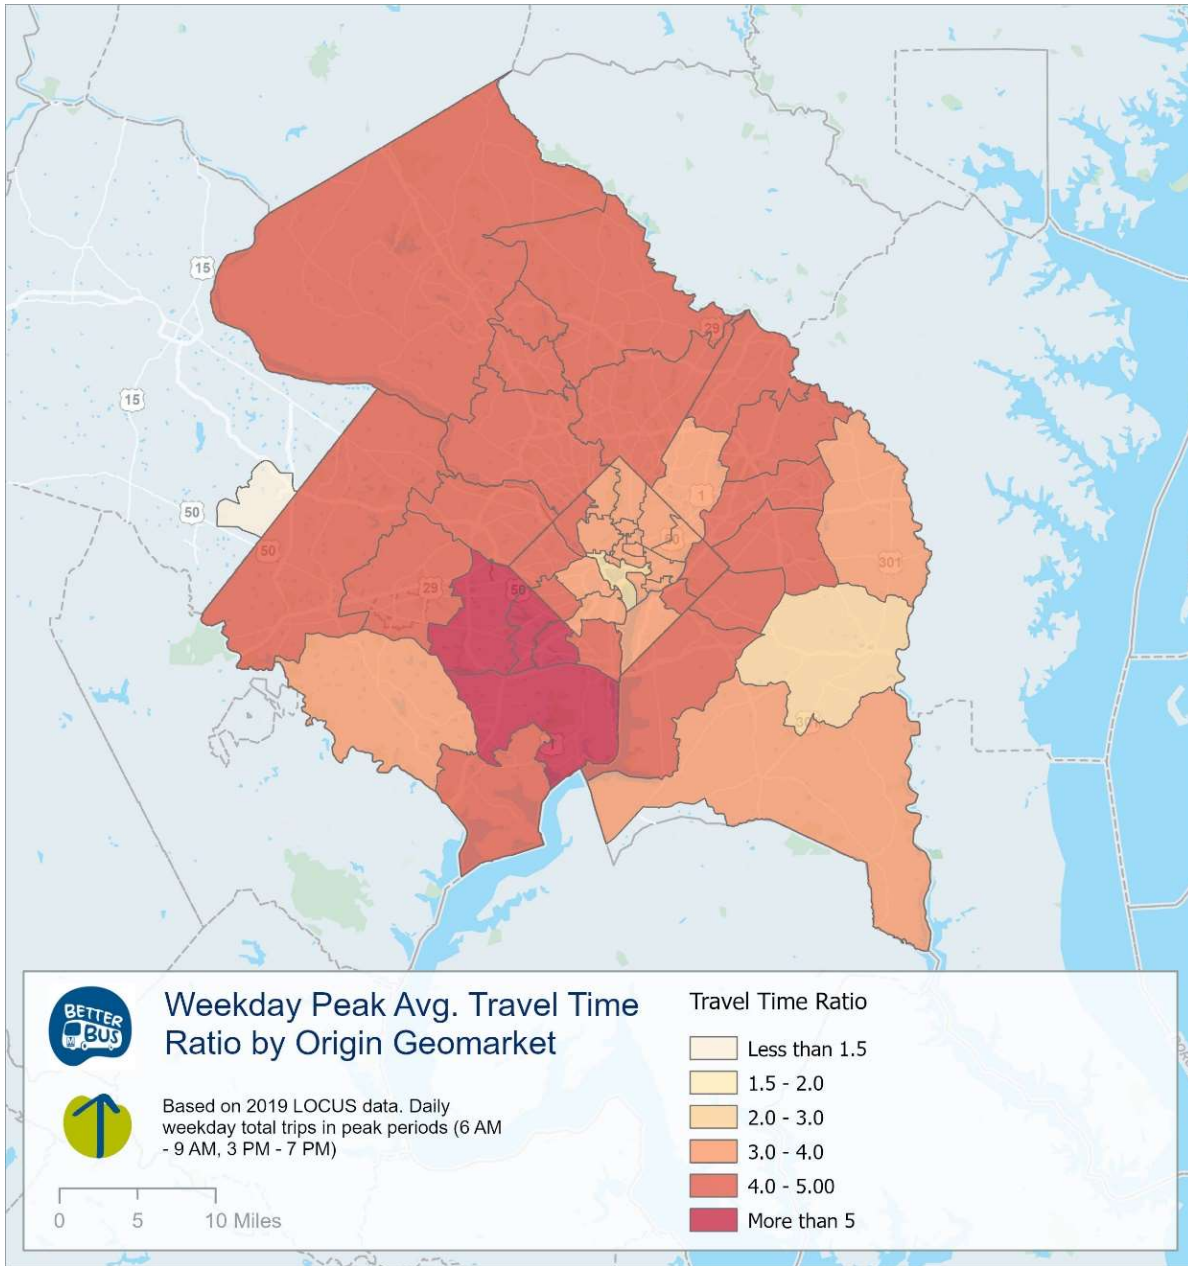 15
29
15
1
50
50
50
301
29
50
301
BETTER
BUS
Weekday Peak Avg. Travel Time
Ratio by Origin Geomarket
Based on 2019 LOCUS data. Daily
weekday total trips in peak periods (6 AM
- 9 AM, 3 PM - 7 PM)
0 5 10 Miles
Travel Time Ratio
Less than 1.5
1.5 - 2.0
2.0 - 3.0
3.0 - 4.0
4.0 - 5.00
More than 5